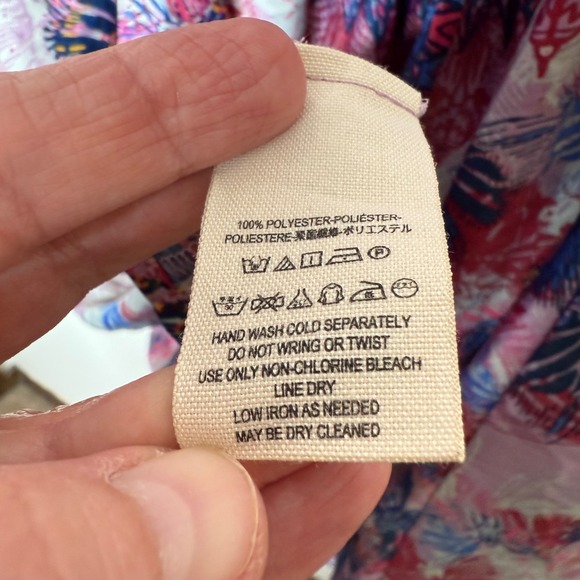 100% POLYESTER-POLIÉSTER-
POLIESTERE-聚酯纖維-ポリエステル
P
HAND WASH COLD SEPARATELY
DO NOT WRING OR TWIST
USE ONLY NON-CHLORINE BLEACH
LINE DRY
LOW IRON AS NEEDED
MAY BE DRY CLEANED